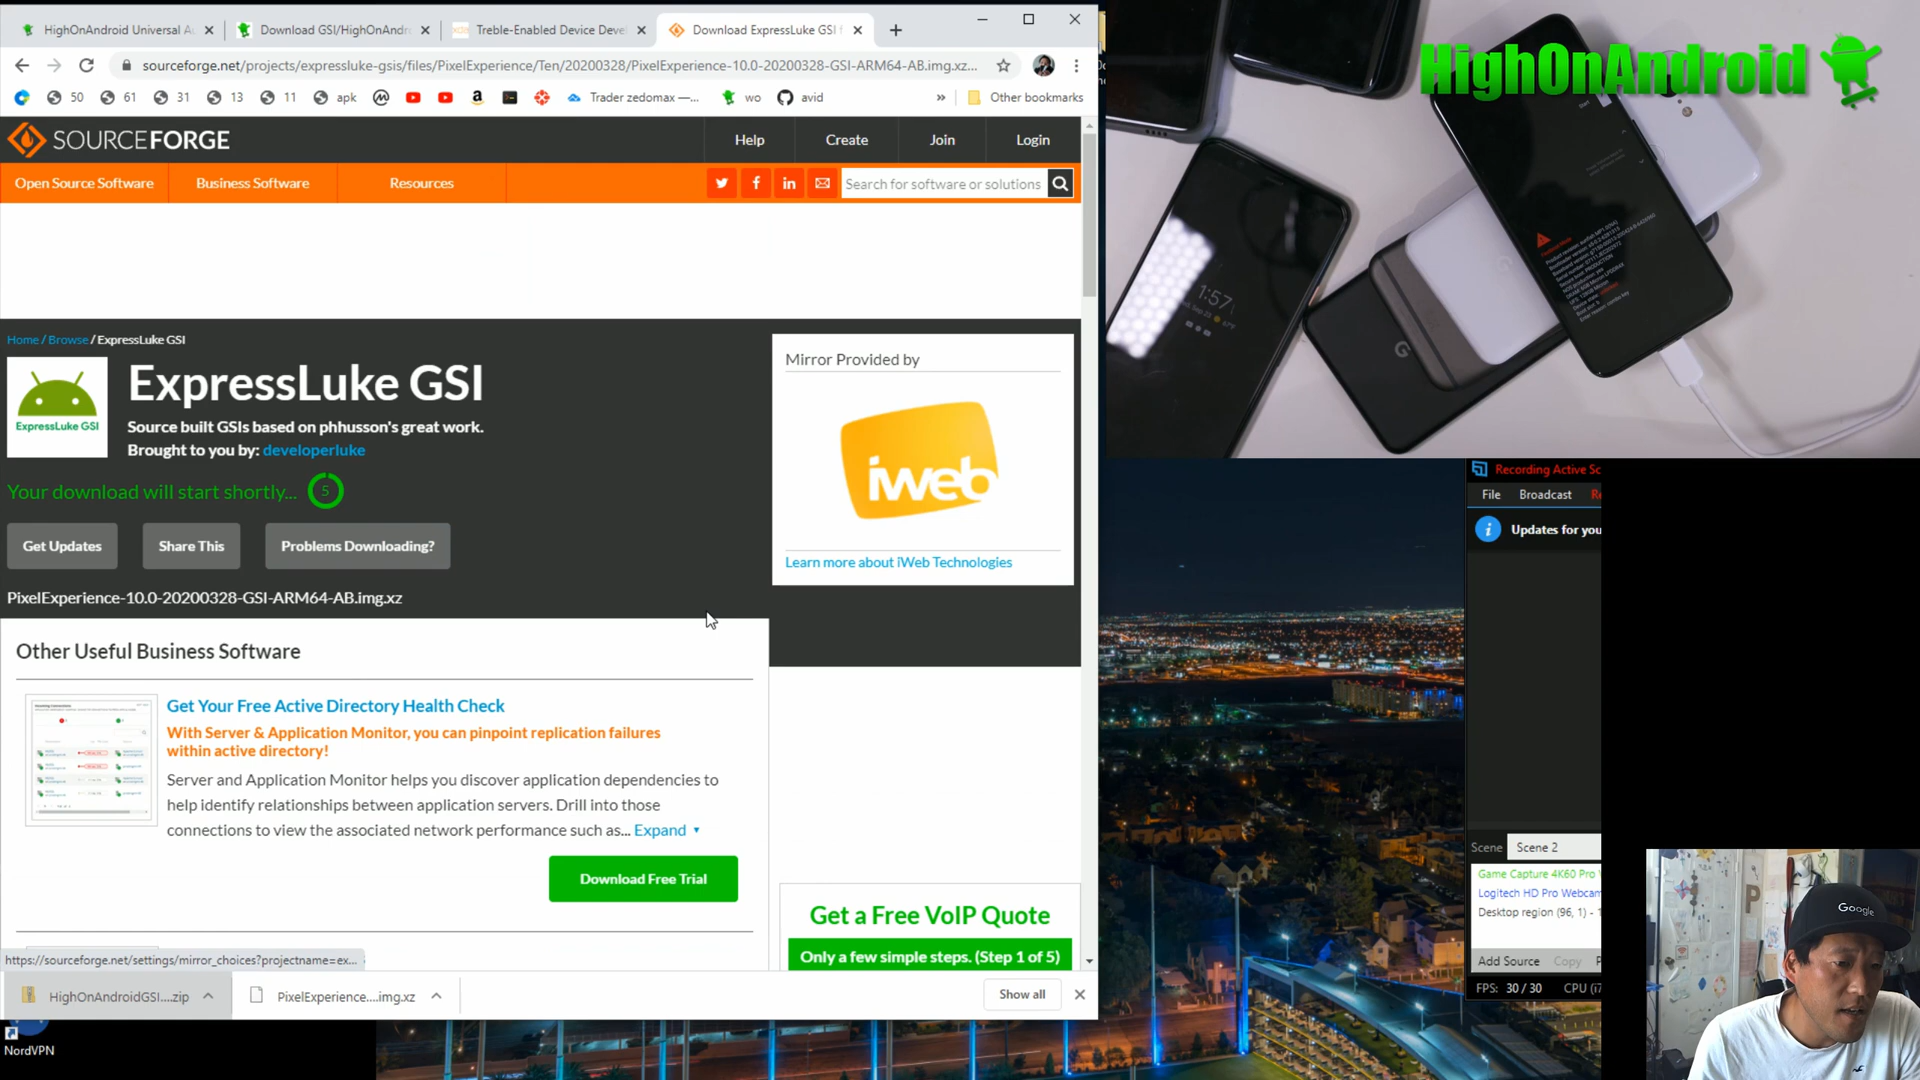 HighOnAndroid Universal A
Download GSI/HighOnAndr
Treble-Enabled Device Deve
Download ExpressLuke GSI f
sourceforge.net/projects/expressluke-gsis/files/PixelExperience/Ten/20200328/PixelExperience-10.0-20200328-GSI-ARM64-AB.img.xz...
50
61
31
13
11
apk
Trader zedomax —...
wo
avid
»
Other bookmarks
SOURCEFORGE
Help
Create
Join
Login
Open Source Software
Business Software
Resources
Search for software or solutions
Home / Browse / ExpressLuke GSI
ExpressLuke GSI
ExpressLuke GSI
Source built GSIs based on phhusson's great work.
Brought to you by: developerluke
Your download will start shortly... 5
Get Updates
Share This
Problems Downloading?
PixelExperience-10.0-20200328-GSI-ARM64-AB.img.xz
Mirror Provided by
iweb
Learn more about iWeb Technologies
Other Useful Business Software
Get Your Free Active Directory Health Check
With Server & Application Monitor, you can pinpoint replication failures
within active directory!
Server and Application Monitor helps you discover application dependencies to
help identify relationships between application servers. Drill into those
connections to view the associated network performance such as... Expand
Download Free Trial
Get a Free VoIP Quote
Only a few simple steps. (Step 1 of 5)
https://sourceforge.net/settings/mirror_choices?projectname=ex...
HighOnAndroidGSI....zip
PixelExperience....img.xz
Show all
NordVPN
HighOnAndroid
Start
1:57
G
Recording Active Sc
File
Broadcast
Re
Updates for you
Scene
Scene 2
Game Capture 4K60 Pro
Logitech HD Pro Webcam
Desktop region (96, 1) - 1
Add Source
Copy
P
FPS: 30 / 30
CPU (i7
Google